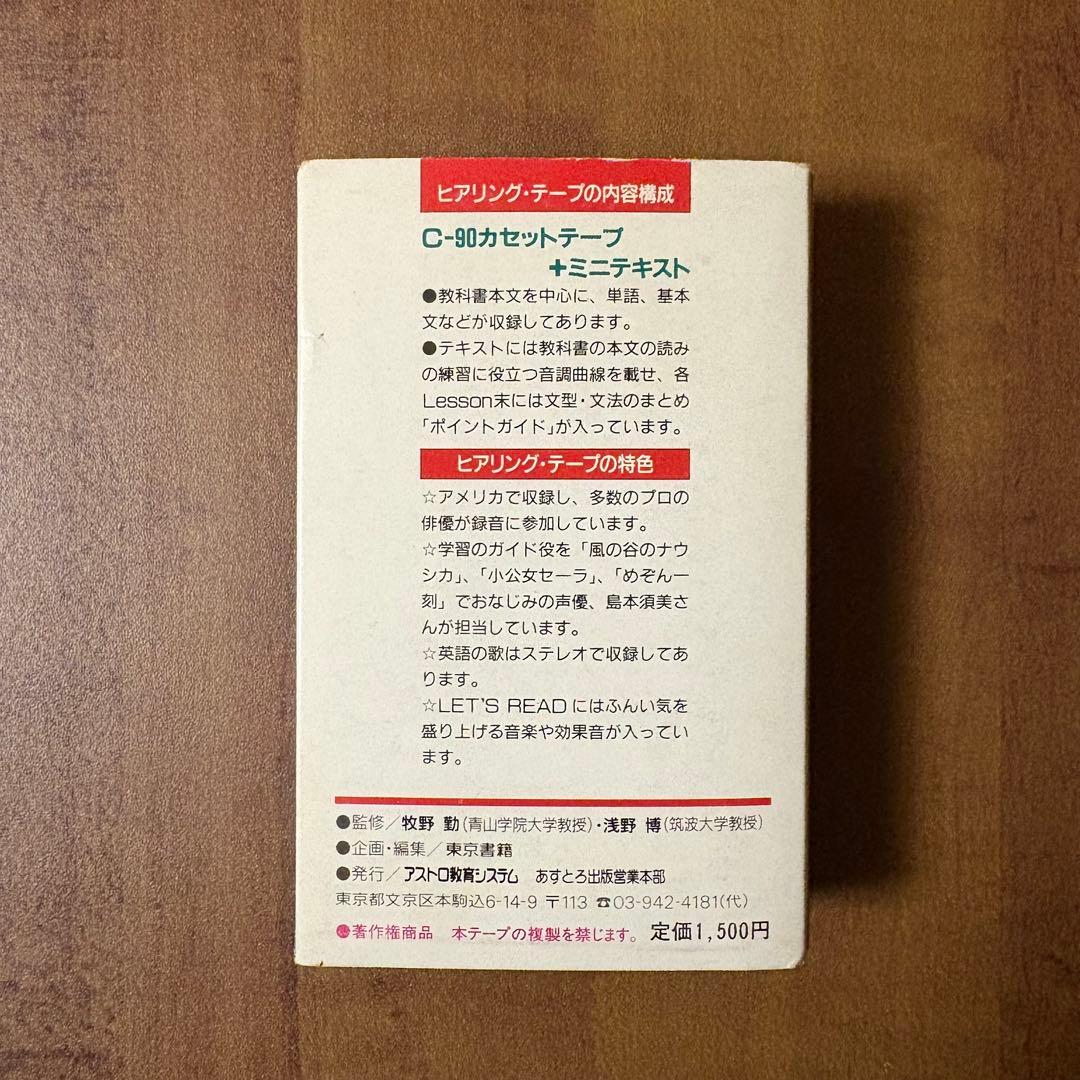 ヒアリング・テープの内容構成
C-90カセットテープ
+ミニテキスト
●教科書本文を中心に、単語、基本
文などが収録してあります。
●テキストには教科書の本文の読み
の練習に役立つ音調曲線を載せ、各
Lesson末には文型・文法のまとめ
「ポイントガイド」が入っています。
ヒアリング・テープの特色
☆アメリカで収録し、多数のプロの
俳優が録音に参加しています。
☆学習のガイド役を「風の谷のナウ
シカ」、「小公女セーラ」、「めぞん一
刻」でおなじみの声優、島本須美さ
んが担当しています。
☆英語の歌はステレオで収録してあ
ります。
☆LET'S READにはふんい気を
盛り上げる音楽や効果音が入ってい
ます。
●監修/牧野 勤(青山学院大学教授)・浅野 博(筑波大学教授)
●企画・編集/東京書籍
●発行/アストロ教育システム あすとろ出版営業本部
東京都文京区本駒込6-14-9 〒113 ☎03-942-4181(代)
●著作権商品 本テープの複製を禁じます。 定価1,500円